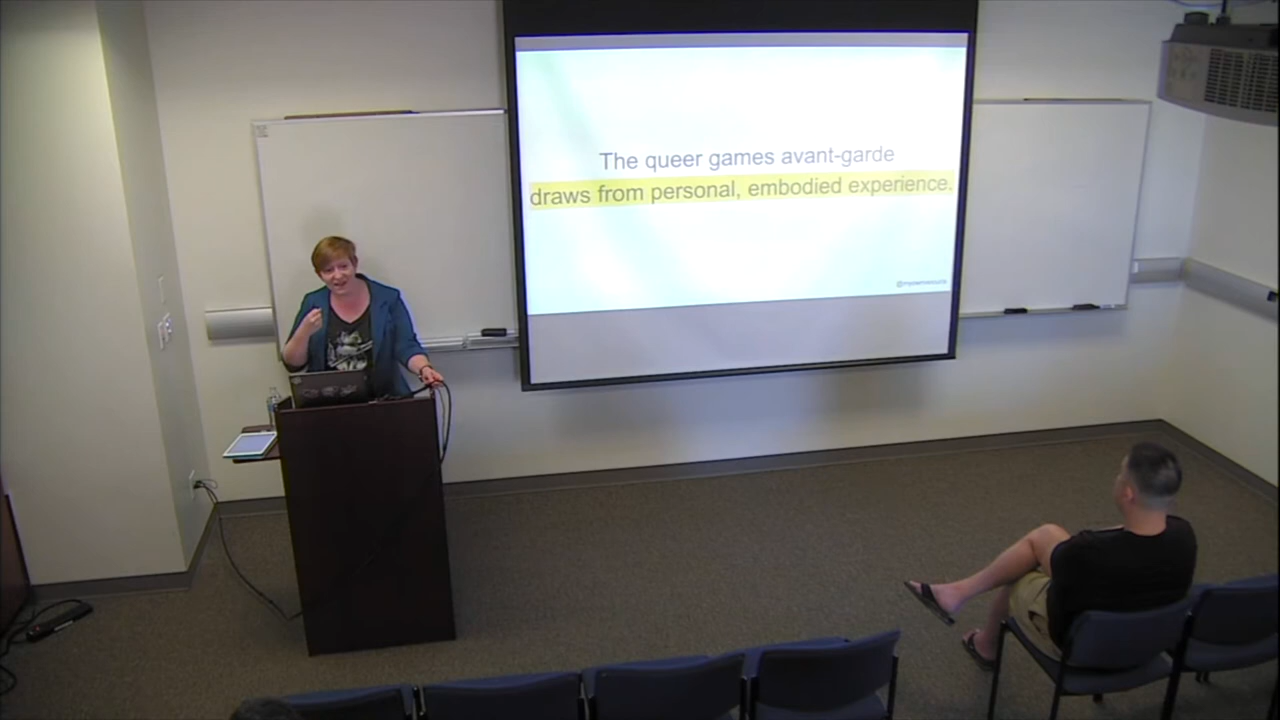 The queer games avant-garde
draws from personal, embodied experience.